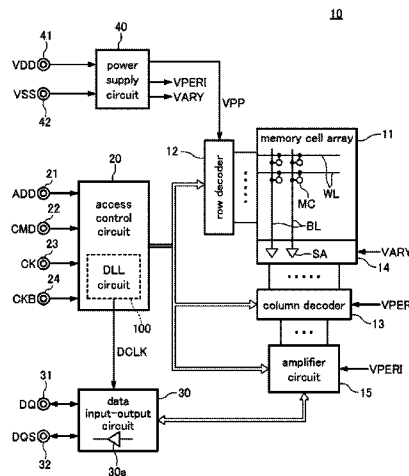 10
41
VDD
VSS
42
40
power
supply
circuit
VPERI
VARY
VPP
12
row decoder
memory cell array
11
WL
MC
BL
SA
VARY
14
20
21
ADD
22
CMD
23
CK
24
CKB
access
control
circuit
DLL
circuit
100
column decoder
VPERI
13
DCLK
amplifier
circuit
VPERI
15
31
DQ
DQS
32
30
data
input-output
circuit
30a